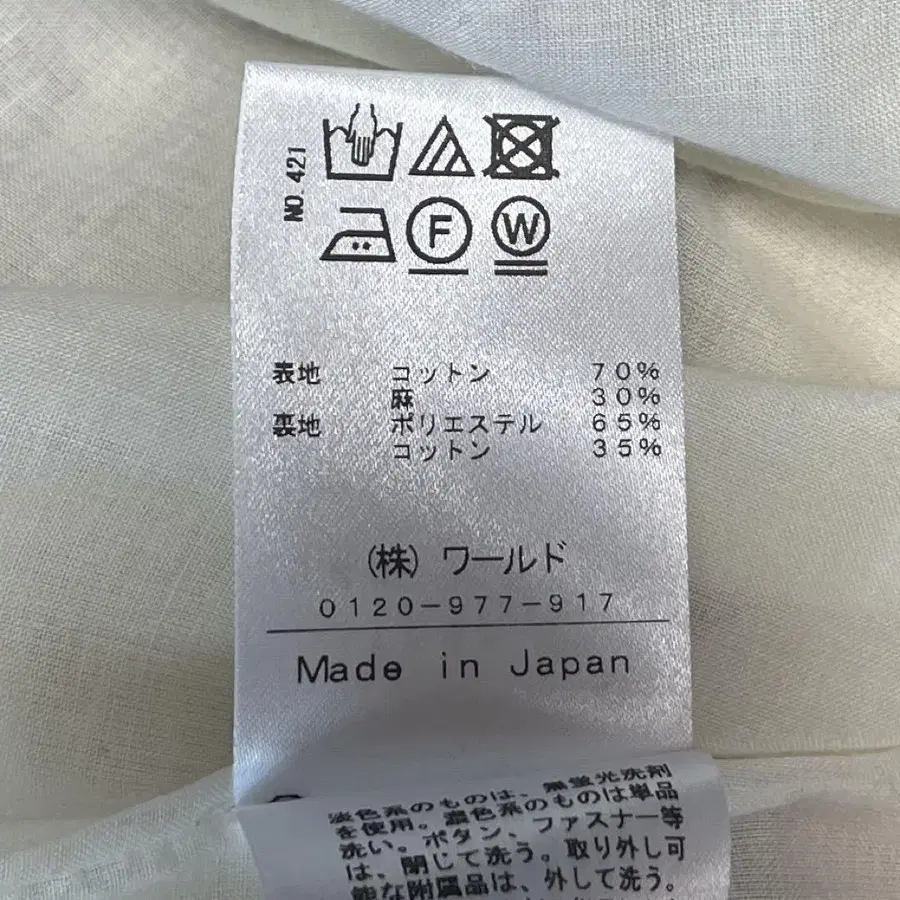 NO. 421
F
W
表地 コットン 70%
麻 30%
裏地 ポリエステル 65%
コットン 35%
(株) ワールド
0120-977-917
Made in Japan
淡色系のものは、無蛍光洗剤
を使用。濃色系のものは単品
洗い。ボタン、ファスナー等
は、閉じて洗う。取り外し可
能な附属品は、外して洗う。